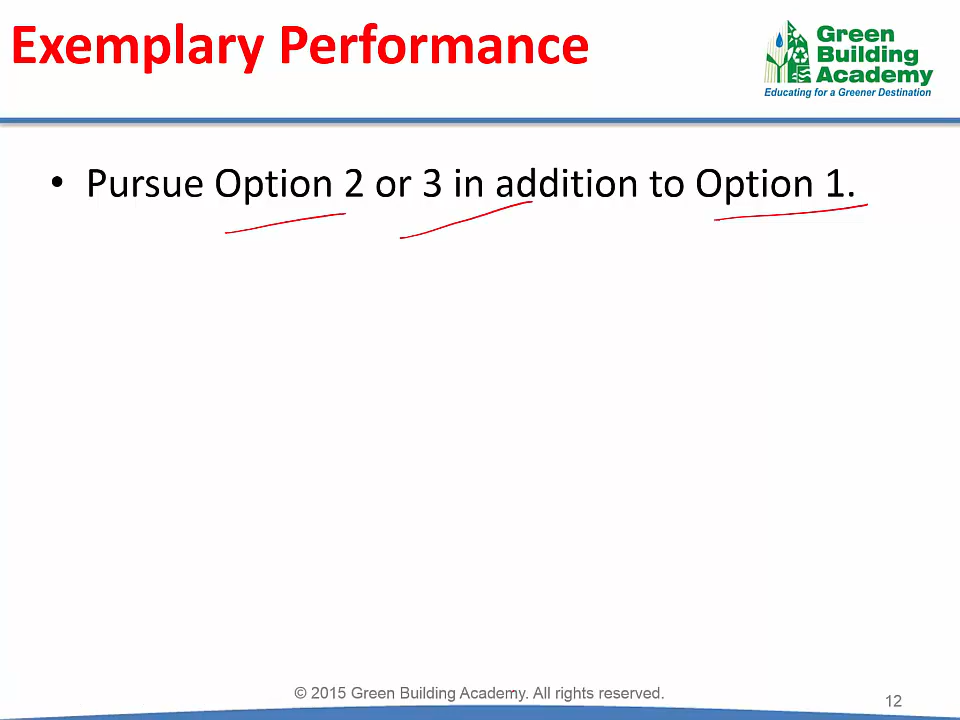 Exemplary Performance
Green
Building
Academy
Educating for a Greener Destination
• Pursue Option 2 or 3 in addition to Option 1.
© 2015 Green Building Academy. All rights reserved.
12